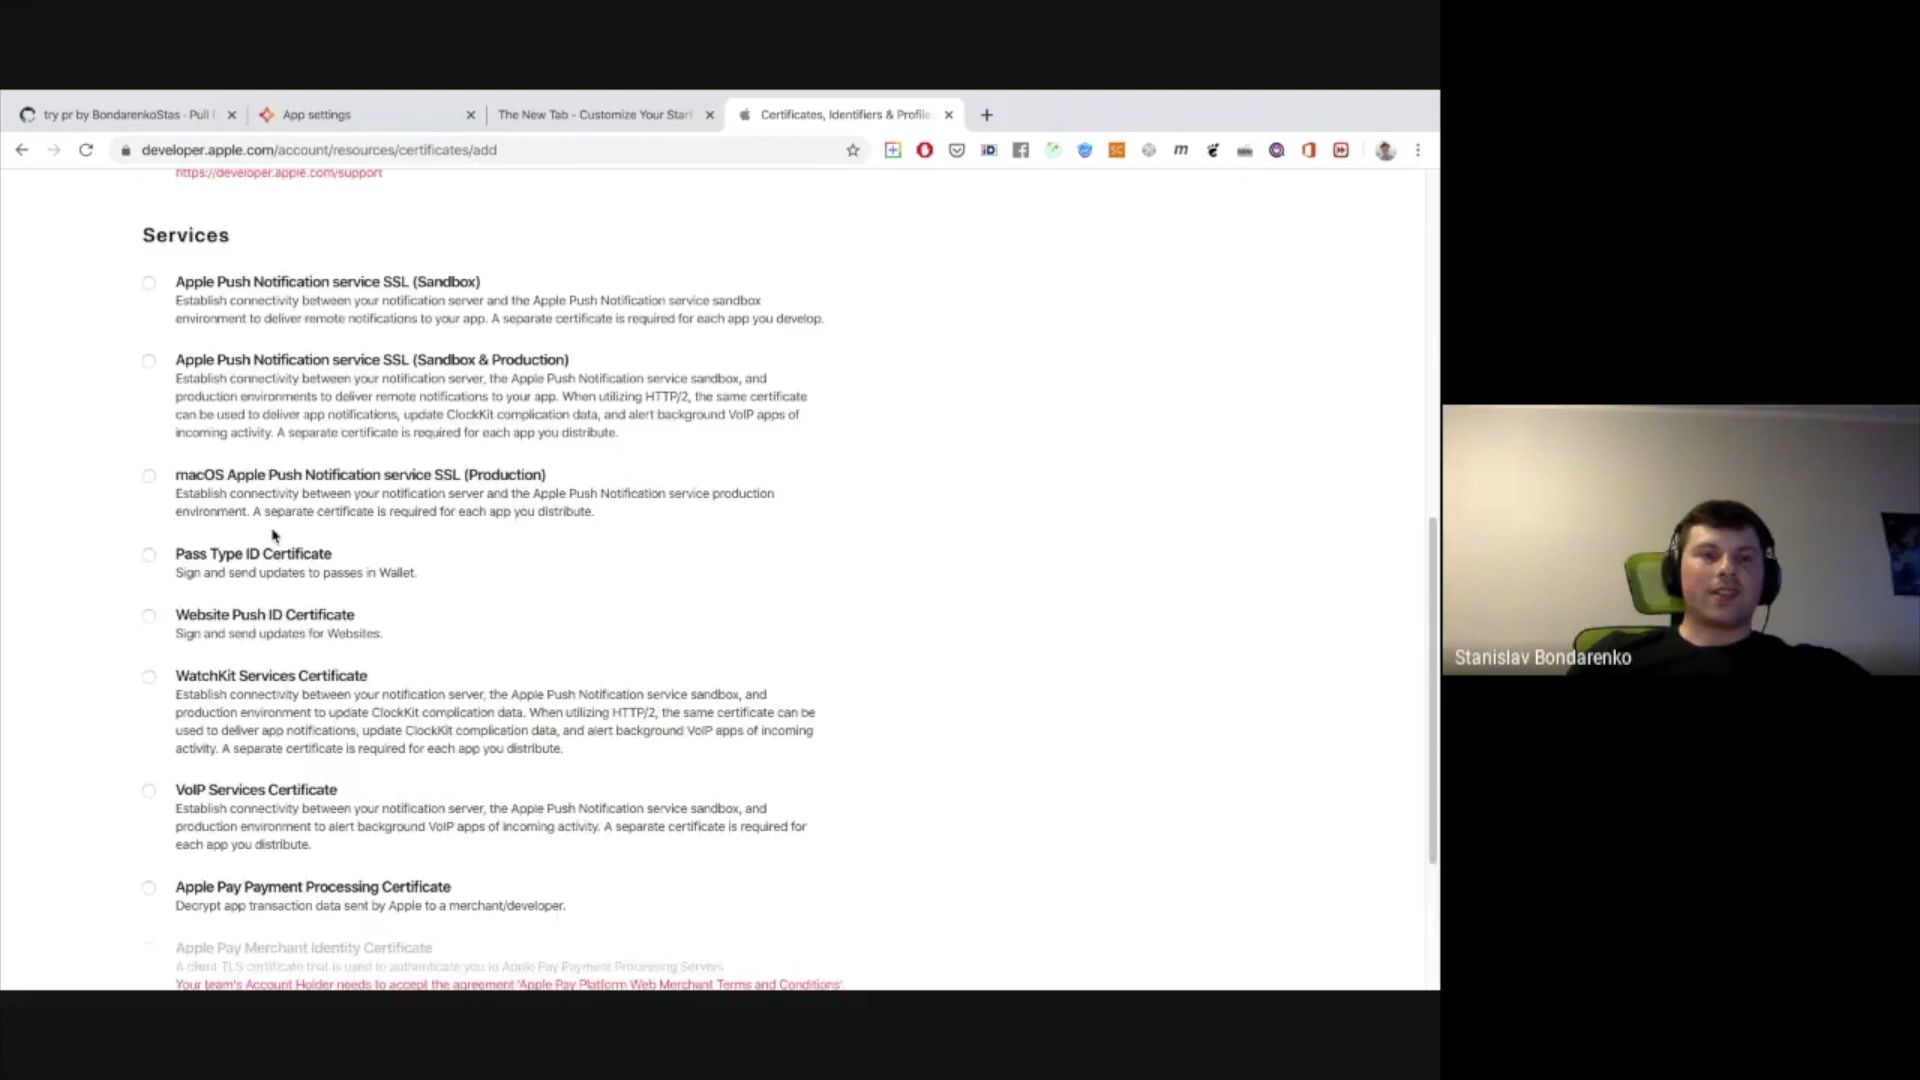 try pr by BondarenkoStas · Pull
App settings
The New Tab - Customize Your Start
Certificates, Identifiers & Profile
developer.apple.com/account/resources/certificates/add
https://developer.apple.com/support
Services
Apple Push Notification service SSL (Sandbox)
Establish connectivity between your notification server and the Apple Push Notification service sandbox
environment to deliver remote notifications to your app. A separate certificate is required for each app you develop.
Apple Push Notification service SSL (Sandbox & Production)
Establish connectivity between your notification server, the Apple Push Notification service sandbox, and
production environments to deliver remote notifications to your app. When utilizing HTTP/2, the same certificate
can be used to deliver app notifications, update ClockKit complication data, and alert background VoIP apps of
incoming activity. A separate certificate is required for each app you distribute.
macOS Apple Push Notification service SSL (Production)
Establish connectivity between your notification server and the Apple Push Notification service production
environment. A separate certificate is required for each app you distribute.
Pass Type ID Certificate
Sign and send updates to passes in Wallet.
Website Push ID Certificate
Sign and send updates for Websites.
WatchKit Services Certificate
Establish connectivity between your notification server, the Apple Push Notification service sandbox, and
production environment to update ClockKit complication data. When utilizing HTTP/2, the same certificate can be
used to deliver app notifications, update ClockKit complication data, and alert background VoIP apps of incoming
activity. A separate certificate is required for each app you distribute.
VoIP Services Certificate
Establish connectivity between your notification server, the Apple Push Notification service sandbox, and
production environment to alert background VoIP apps of incoming activity. A separate certificate is required for
each app you distribute.
Apple Pay Payment Processing Certificate
Decrypt app transaction data sent by Apple to a merchant/developer.
Apple Pay Merchant Identity Certificate
A client TLS certificate that is used to authenticate you to Apple Pay Payment Processing Servers
Your team's Account Holder needs to accept the agreement 'Apple Pay Platform Web Merchant Terms and Conditions'.
Stanislav Bondarenko